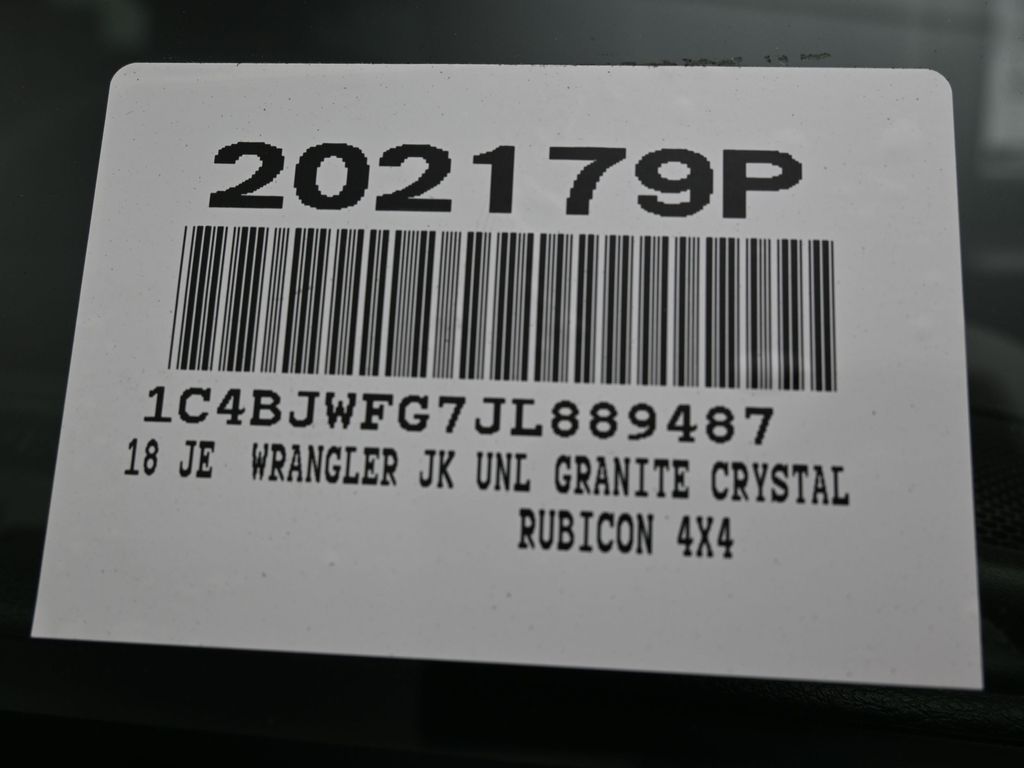 202179P
1C4BJWFG7JL889487
18 JE  WRANGLER JK UNL GRANITE CRYSTAL
RUBICON 4X4